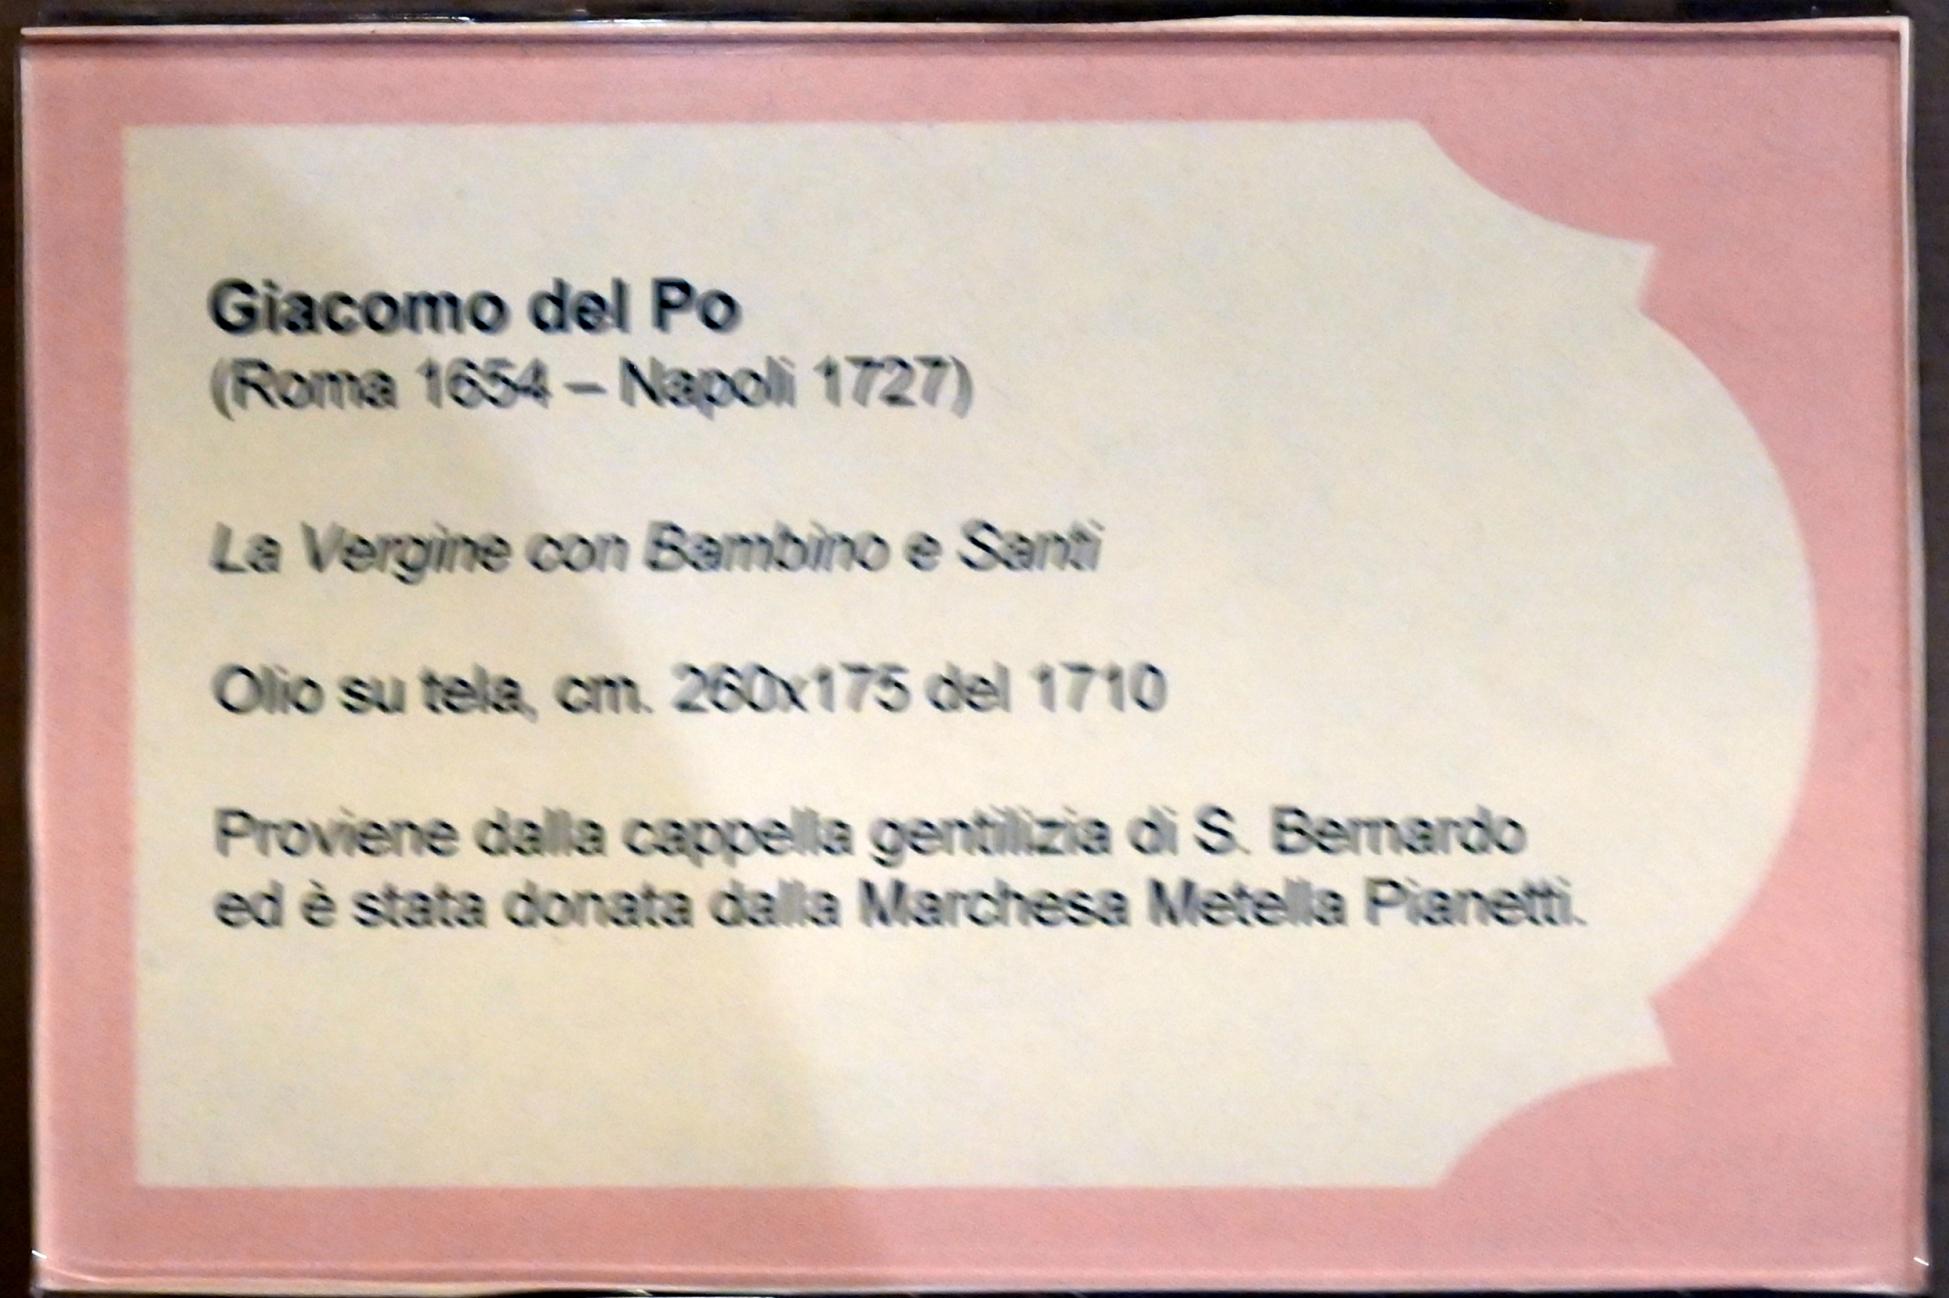 Giacomo del Po
(Roma 1654 – Napoli 1727)
La Vergine con Bambino e Santi
Olio su tela, cm. 260x175 del 1710
Proviene dalla cappella gentilizia di S. Bernardo
ed è stata donata dalla Marchesa Metella Pianetti.